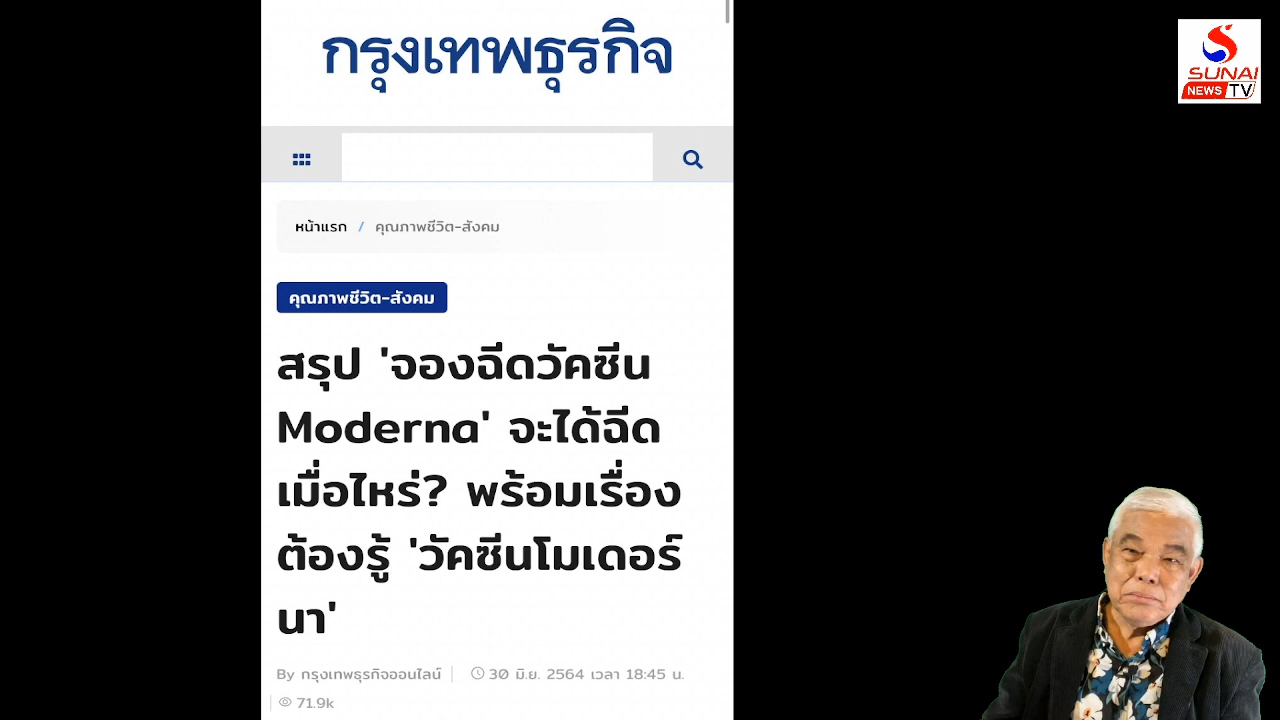 กรุงเทพธุรกิจ
SUNAI
NEWS TV
หน้าแรก / คุณภาพชีวิต-สังคม
คุณภาพชีวิต-สังคม
สรุป 'จองฉีดวัคซีน
Moderna' จะได้ฉีด
เมื่อไหร่? พร้อมเรื่อง
ต้องรู้ 'วัคซีนโมเดอร์
นา'
By กรุงเทพธุรกิจออนไลน์ | 30 มิ.ย. 2564 เวลา 18:45 น.
| 71.9k